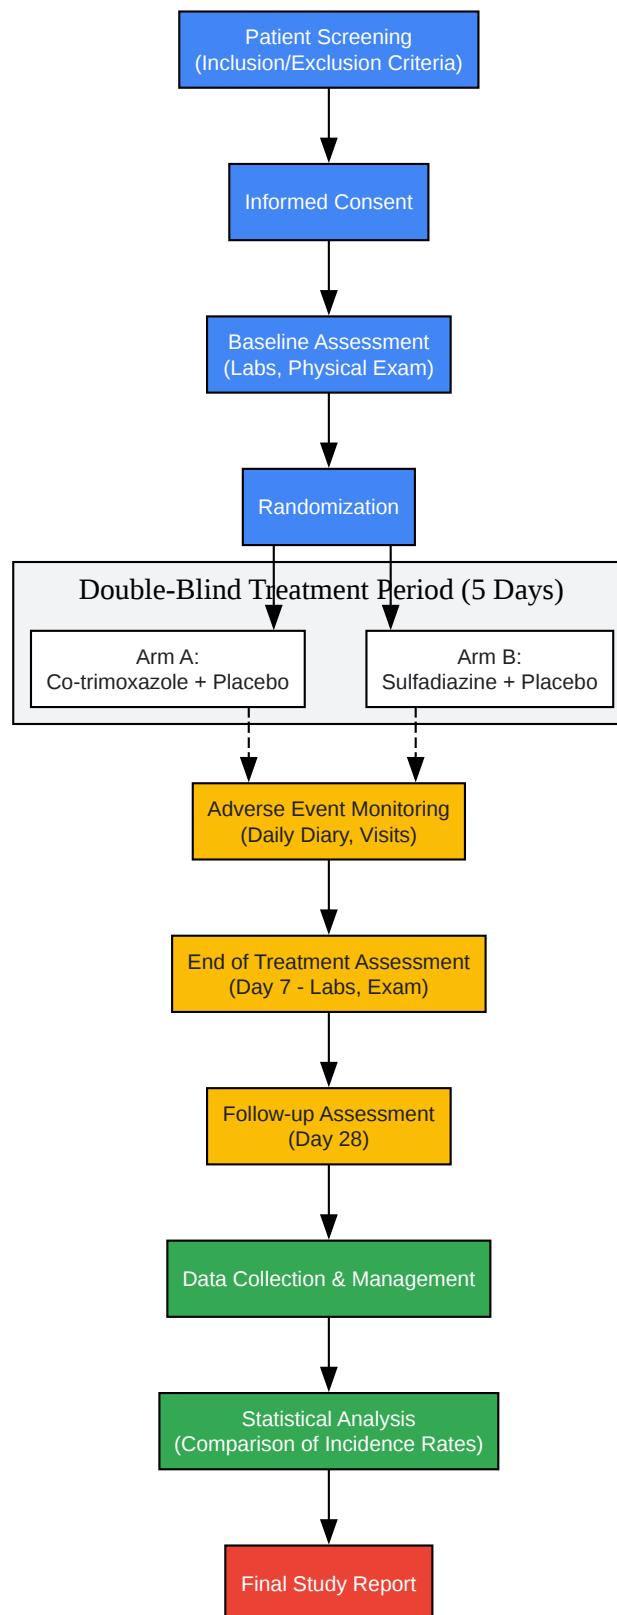 Patient Screening
(Inclusion/Exclusion Criteria)
Informed Consent
Baseline Assessment
(Labs, Physical Exam)
Randomization
Double-Blind Treatment Period (5 Days)
Arm A:
Co-trimoxazole + Placebo
Arm B:
Sulfadiazine + Placebo
Adverse Event Monitoring
(Daily Diary, Visits)
End of Treatment Assessment
(Day 7 - Labs, Exam)
Follow-up Assessment
(Day 28)
Data Collection & Management
Statistical Analysis
(Comparison of Incidence Rates)
Final Study Report